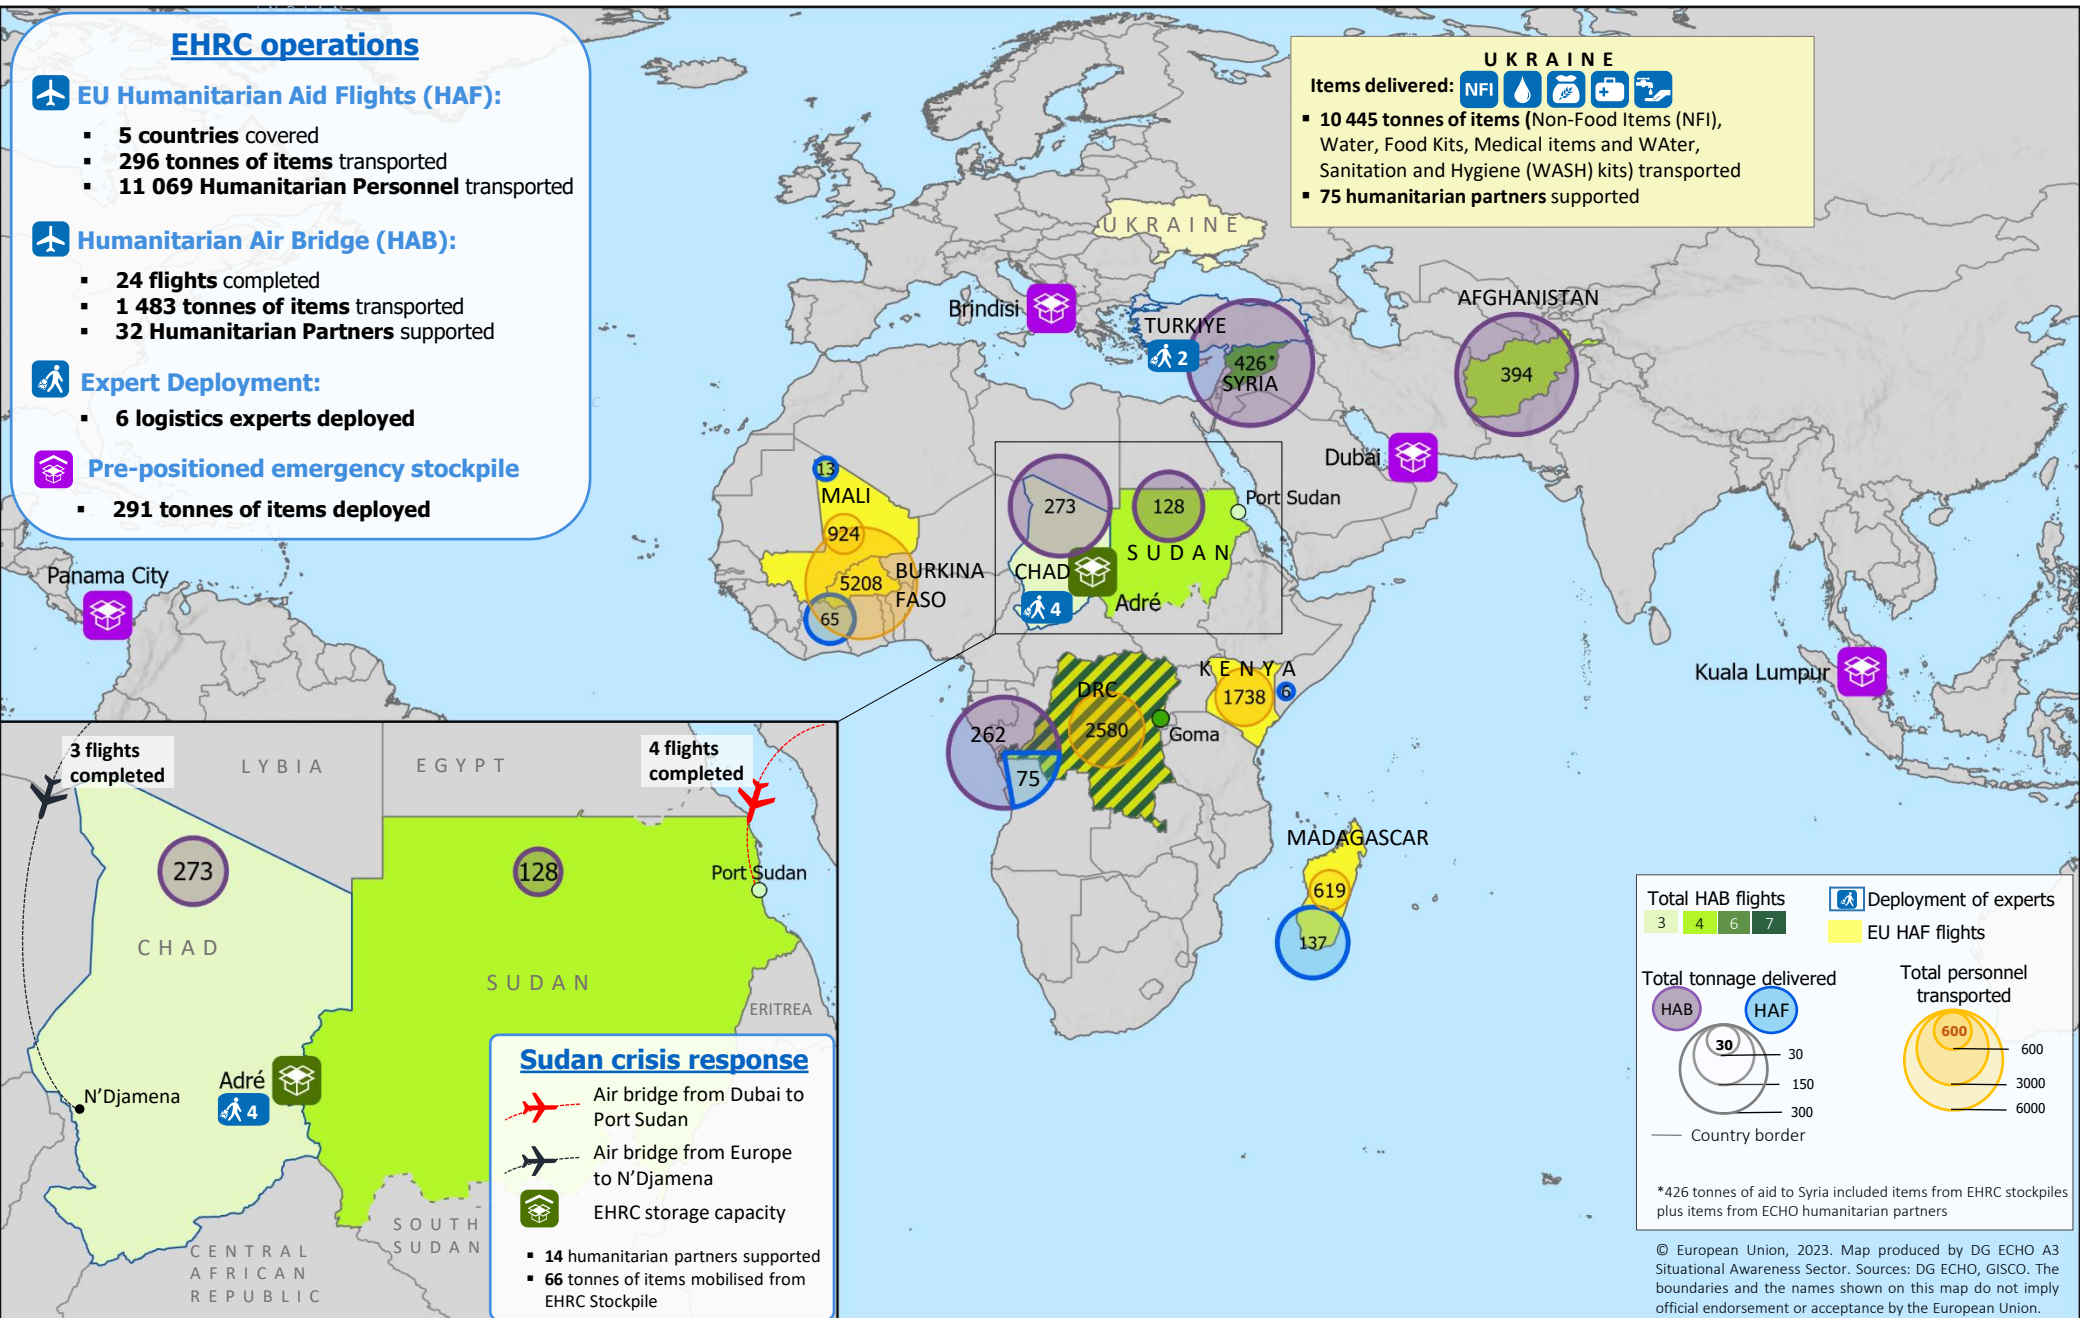 EHRC operations
EU Humanitarian Aid Flights (HAF):
▪ 5 countries covered
▪ 296 tonnes of items transported
▪ 11 069 Humanitarian Personnel transported
Humanitarian Air Bridge (HAB):
▪ 24 flights completed
▪ 1 483 tonnes of items transported
▪ 32 Humanitarian Partners supported
Expert Deployment:
▪ 6 logistics experts deployed
Pre-positioned emergency stockpile
▪ 291 tonnes of items deployed
UKRAINE
Items delivered: NFI
▪ 10 445 tonnes of items (Non-Food Items (NFI),
Water, Food Kits, Medical items and WAter,
Sanitation and Hygiene (WASH) kits) transported
▪ 75 humanitarian partners supported
UKRAINE
Brindisi
TURKIYE
2
426*
SYRIA
AFGHANISTAN
394
Dubai
13
MALI
924
5208
BURKINA
FASO
65
273
128
Port Sudan
SUDAN
CHAD
4
Adré
Panama City
Kuala Lumpur
KENYA
1738
6
DRC
2580
Goma
262
75
MADAGASCAR
619
137
3 flights
completed
LYBIA
EGYPT
4 flights
completed
273
128
Port Sudan
CHAD
SUDAN
ERITREA
Adré
4
N'Djamena
SOUTH
SUDAN
CENTRAL
AFRICAN
REPUBLIC
Sudan crisis response
Air bridge from Dubai to
Port Sudan
Air bridge from Europe
to N'Djamena
EHRC storage capacity
▪ 14 humanitarian partners supported
▪ 66 tonnes of items mobilised from
EHRC Stockpile
Total HAB flights
3 4 6 7
Deployment of experts
EU HAF flights
Total tonnage delivered
HAB
HAF
30
30
150
300
Total personnel
transported
600
600
3000
6000
Country border
*426 tonnes of aid to Syria included items from EHRC stockpiles
plus items from ECHO humanitarian partners
© European Union, 2023. Map produced by DG ECHO A3
Situational Awareness Sector. Sources: DG ECHO, GISCO. The
boundaries and the names shown on this map do not imply
official endorsement or acceptance by the European Union.